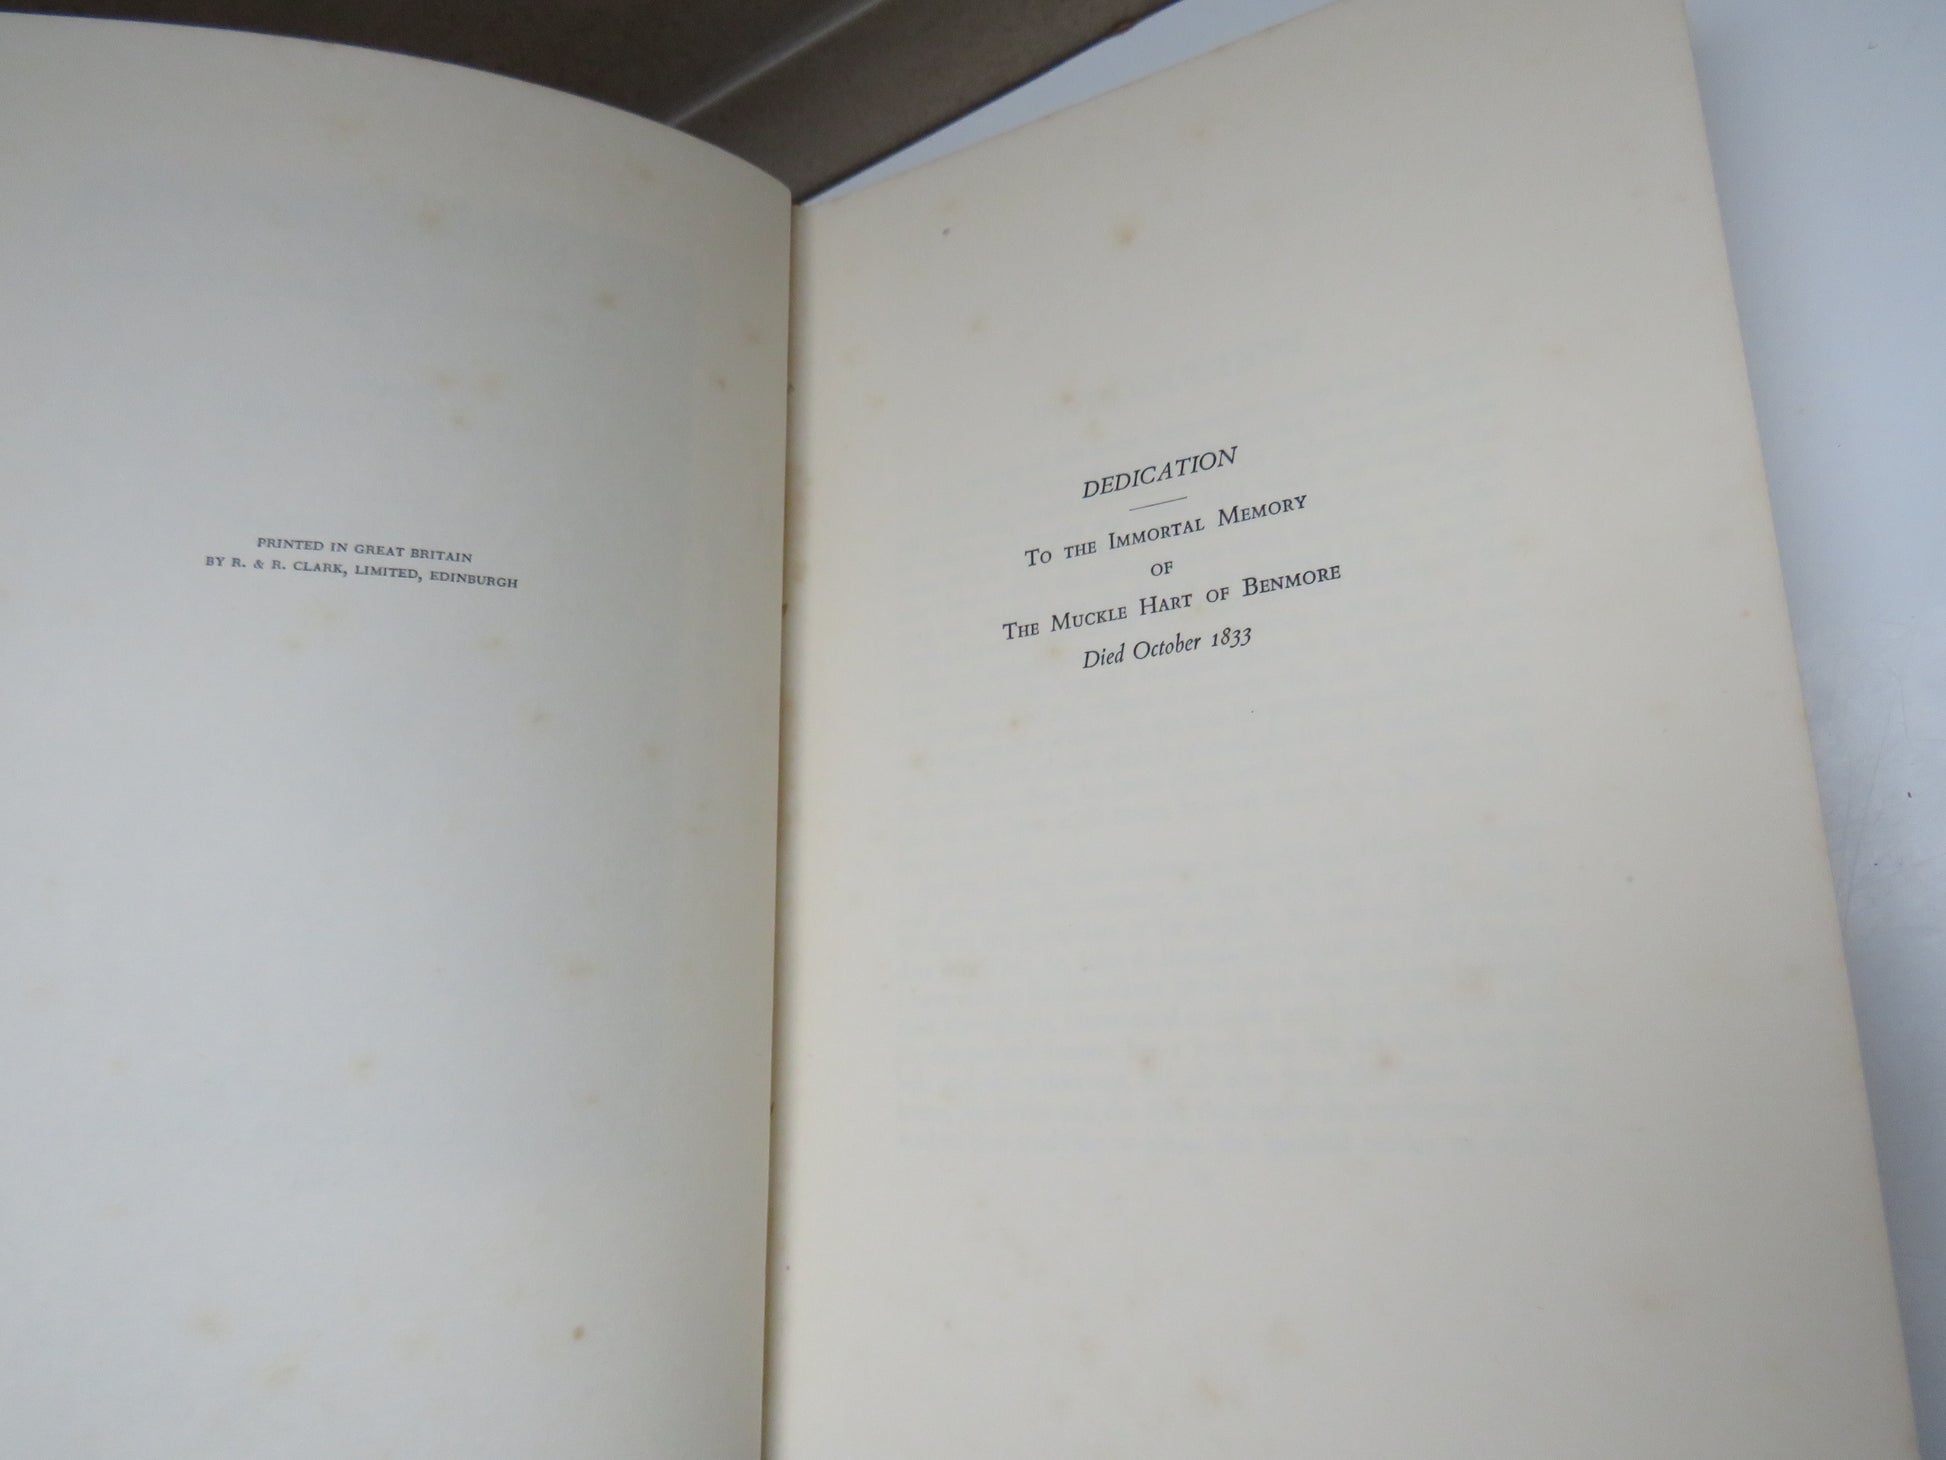 PRINTED IN GREAT BRITAIN
BY R. & R. CLARK, LIMITED, EDINBURGH
DEDICATION
To the Immortal Memory
of
The Muckle Hart of Benmore
Died October 1833